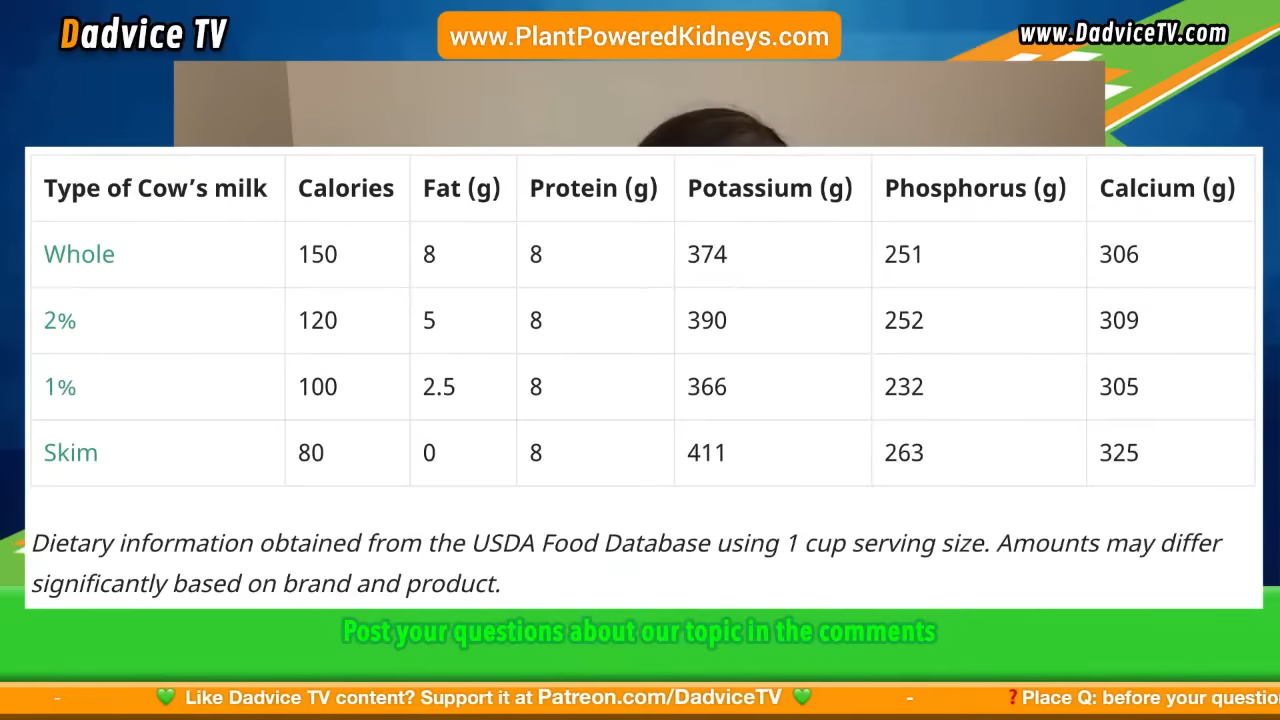 Dadvice TV
www.PlantPoweredKidneys.com
www.DadviceTV.com
Type of Cow's milk Calories Fat (g) Protein (g) Potassium (g) Phosphorus (g) Calcium (g)
Whole 150 8 8 374 251 306
2% 120 5 8 390 252 309
1% 100 2.5 8 366 232 305
Skim 80 0 8 411 263 325
Dietary information obtained from the USDA Food Database using 1 cup serving size. Amounts may differ
significantly based on brand and product.
Post your questions about our topic in the comments
- 💚 Like Dadvice TV content? Support it at Patreon.com/DadviceTV 💚 - ❓Place Q: before your questio